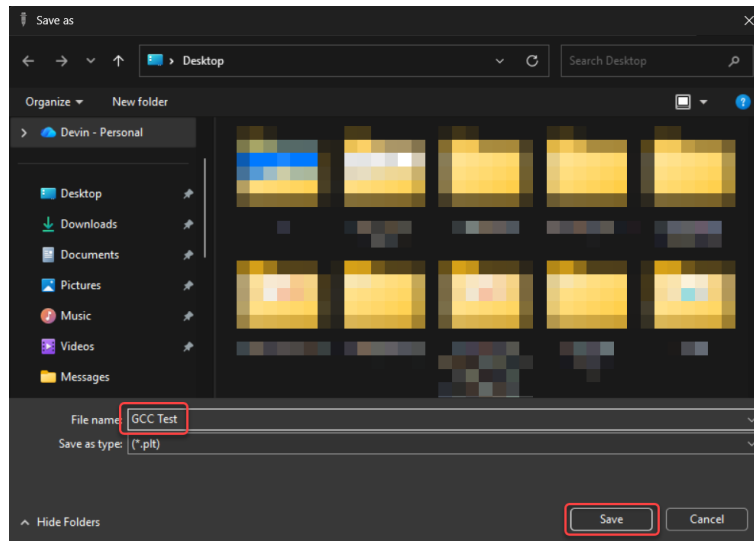 Save as
Desktop
Search Desktop
Organize
New folder
Devin - Personal
Desktop
Downloads
Documents
Pictures
Music
Videos
Messages
File name: GCC Test
Save as type: (*.plt)
Hide Folders
Save
Cancel